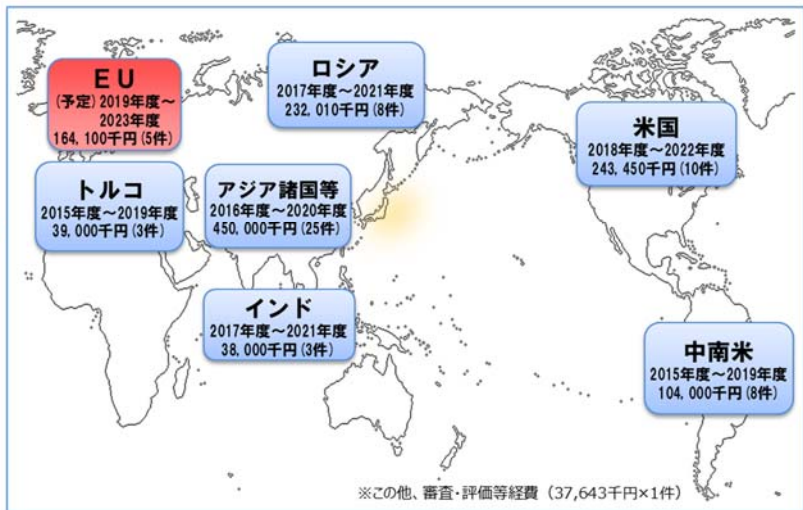 EU
(予定)2019年度～
2023年度
164,100千円(5件)
ロシア
2017年度～2021年度
232,010千円(8件)
米国
2018年度～2022年度
243,450千円(10件)
トルコ
2015年度～2019年度
39,000千円(3件)
アジア諸国等
2016年度～2020年度
450,000千円(25件)
インド
2017年度～2021年度
38,000千円(3件)
中南米
2015年度～2019年度
104,000千円(8件)
※この他、審査・評価等経費（37,643千円×1件）